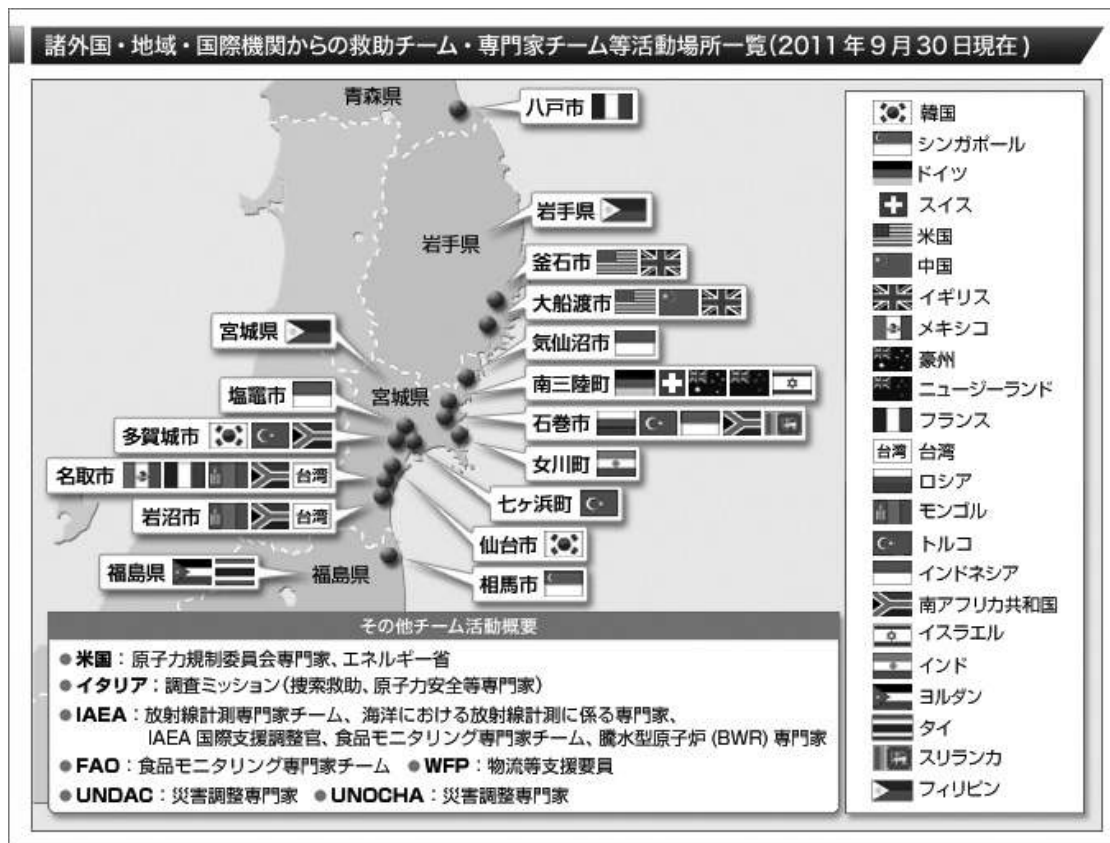 諸外国・地域・国際機関からの救助チーム・専門家チーム等活動場所一覧(2011年9月30日現在)
青森県
八戸市
岩手県
岩手県
釜石市
大船渡市
宮城県
気仙沼市
塩竈市
宮城県
南三陸町
多賀城市
石巻市
名取市
台湾
女川町
岩沼市
台湾
七ヶ浜町
仙台市
福島県
福島県
相馬市
その他チーム活動概要
●米国：原子力規制委員会専門家、エネルギー省
●イタリア：調査ミッション(捜索救助、原子力安全等専門家)
●IAEA：放射線計測専門家チーム、海洋における放射線計測に係る専門家、
IAEA 国際支援調整官、食品モニタリング専門家チーム、騰水型原子炉 (BWR) 専門家
●FAO：食品モニタリング専門家チーム ●WFP：物流等支援要員
●UNDAC：災害調整専門家 ●UNOCHA：災害調整専門家
韓国
シンガポール
ドイツ
スイス
米国
中国
イギリス
メキシコ
豪州
ニュージーランド
フランス
台湾 台湾
ロシア
モンゴル
トルコ
インドネシア
南アフリカ共和国
イスラエル
インド
ヨルダン
タイ
スリランカ
フィリピン